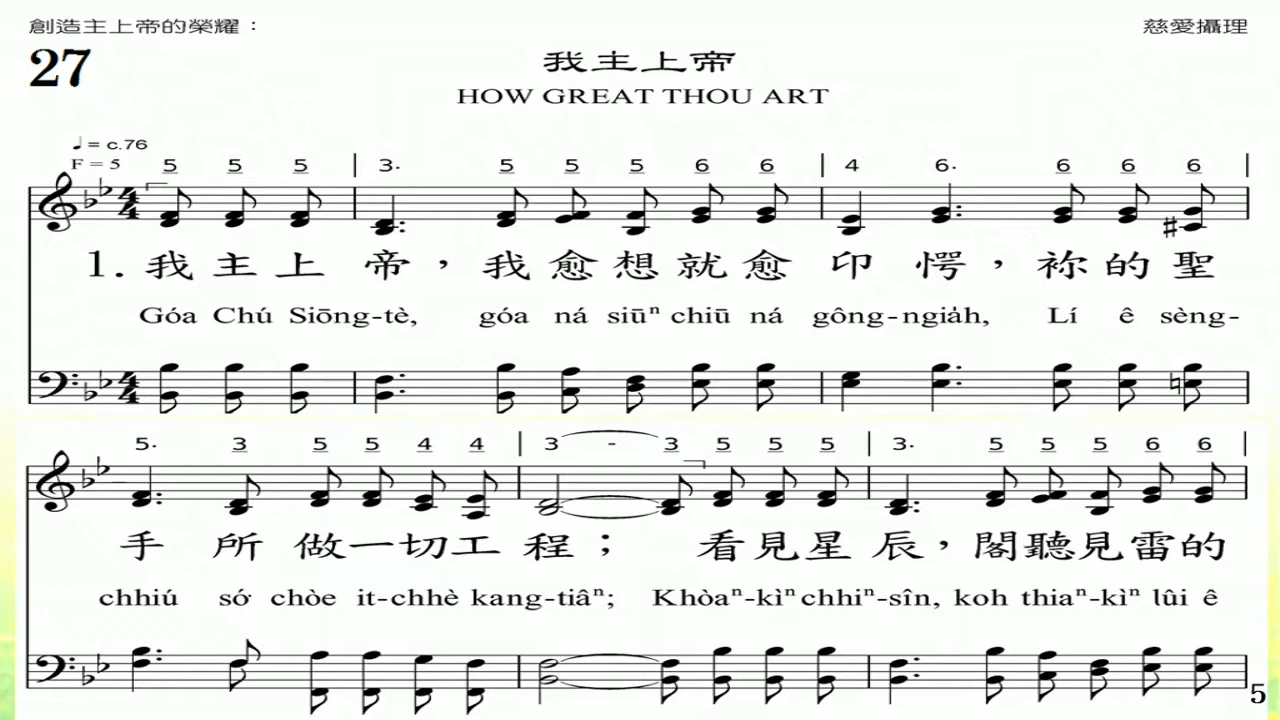 創造主上帝的榮耀： 慈愛攝理
27 我主上帝
HOW GREAT THOU ART
♩= c.76
F = 5 5 5 5 | 3. 5 5 5 6 6 | 4 6. 6 6 6 |
1. 我主上帝，我愈想就愈卬愕，祢的聖
Góa Chú Siōng-tè, góa ná siūⁿ chiū ná gông-ngia̍h, Lí ê sèng-
5. 3 5 5 4 4 | 3 - 3 5 5 5 | 3. 5 5 5 6 6 |
手所做一切工程；看見星辰，閣聽見雷的
chhiú só͘ chòe it-chhè kang-tiâⁿ; Khòaⁿ-kìⁿ chhiⁿ-sîn, koh thiaⁿ-kìⁿ lûi ê
5